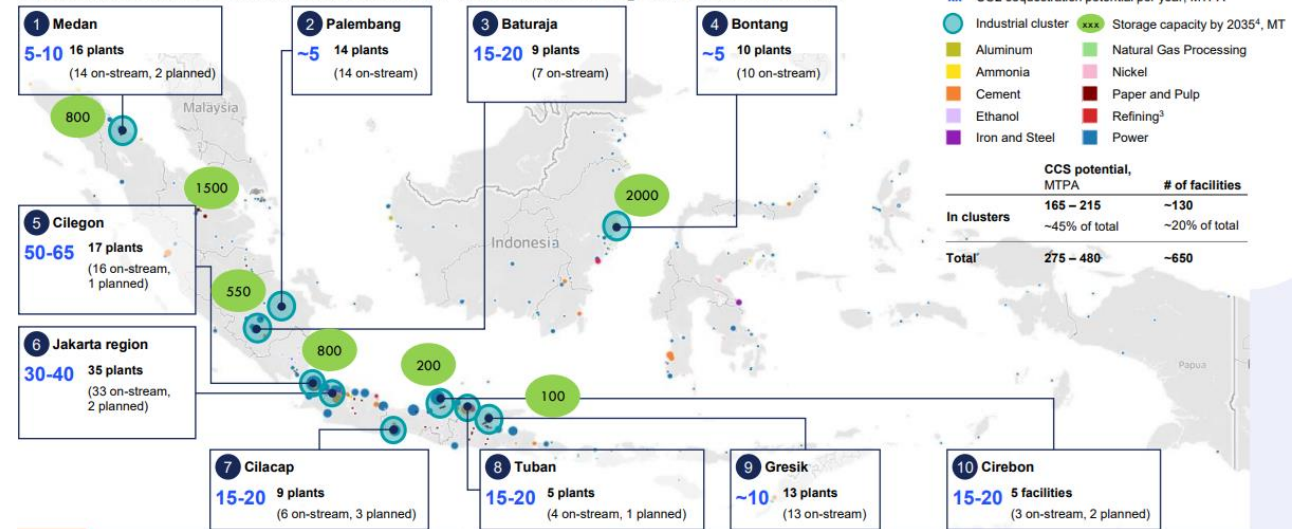 1 Medan
5-10 16 plants
(14 on-stream, 2 planned)
2 Palembang
~5 14 plants
(14 on-stream)
3 Baturaja
15-20 9 plants
(7 on-stream)
4 Bontang
~5 10 plants
(10 on-stream)
Industrial cluster
xxx Storage capacity by 2035⁴, MT
Aluminum
Ammonia
Cement
Ethanol
Iron and Steel
Natural Gas Processing
Nickel
Paper and Pulp
Refining³
Power
CCS potential,
MTPA # of facilities
In clusters 165 – 215 ~130
~45% of total ~20% of total
Total 275 – 480 ~650
Malaysia
800
1500
2000
Indonesia
550
800
200
100
Papua
5 Cilegon
50-65 17 plants
(16 on-stream,
1 planned)
6 Jakarta region
30-40 35 plants
(33 on-stream,
2 planned)
7 Cilacap
15-20 9 plants
(6 on-stream, 3 planned)
8 Tuban
15-20 5 plants
(4 on-stream, 1 planned)
9 Gresik
~10 13 plants
(13 on-stream)
10 Cirebon
15-20 5 facilities
(3 on-stream, 2 planned)